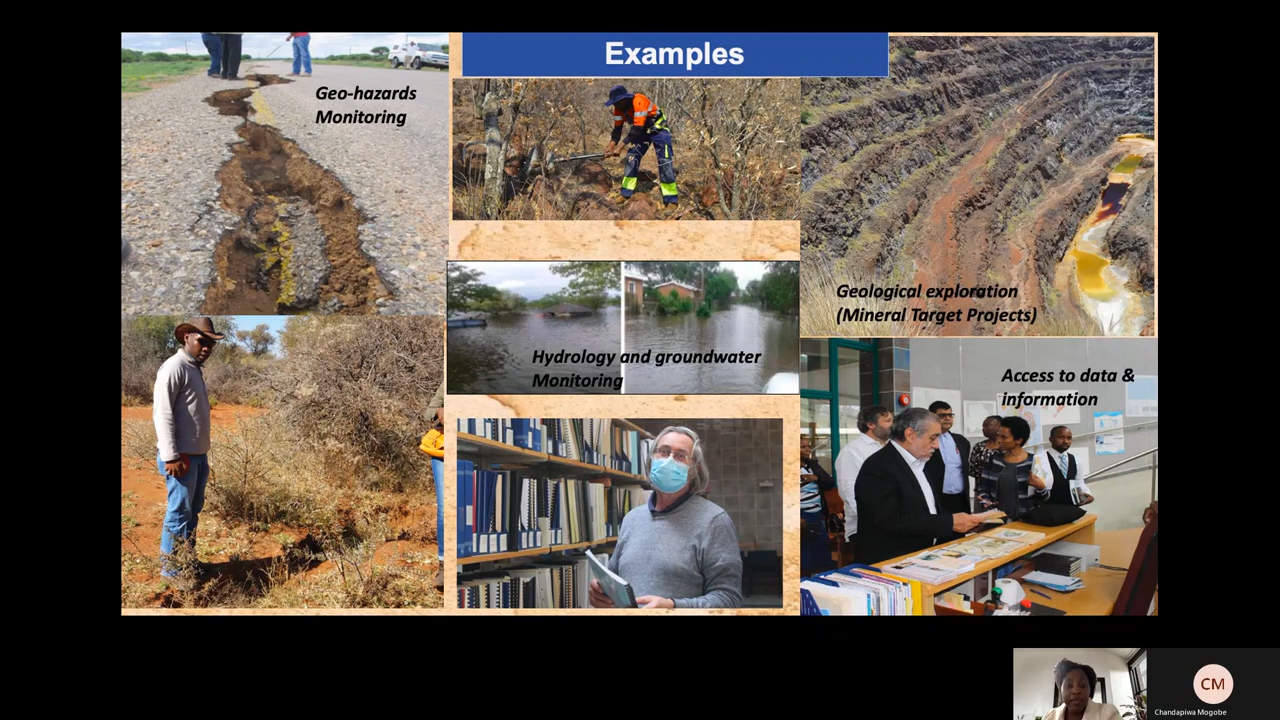 Examples
Geo-hazards
Monitoring
Geological exploration
(Mineral Target Projects)
Hydrology and groundwater
Monitoring
Access to data &
information
CM
Chandapiwa Mogobe